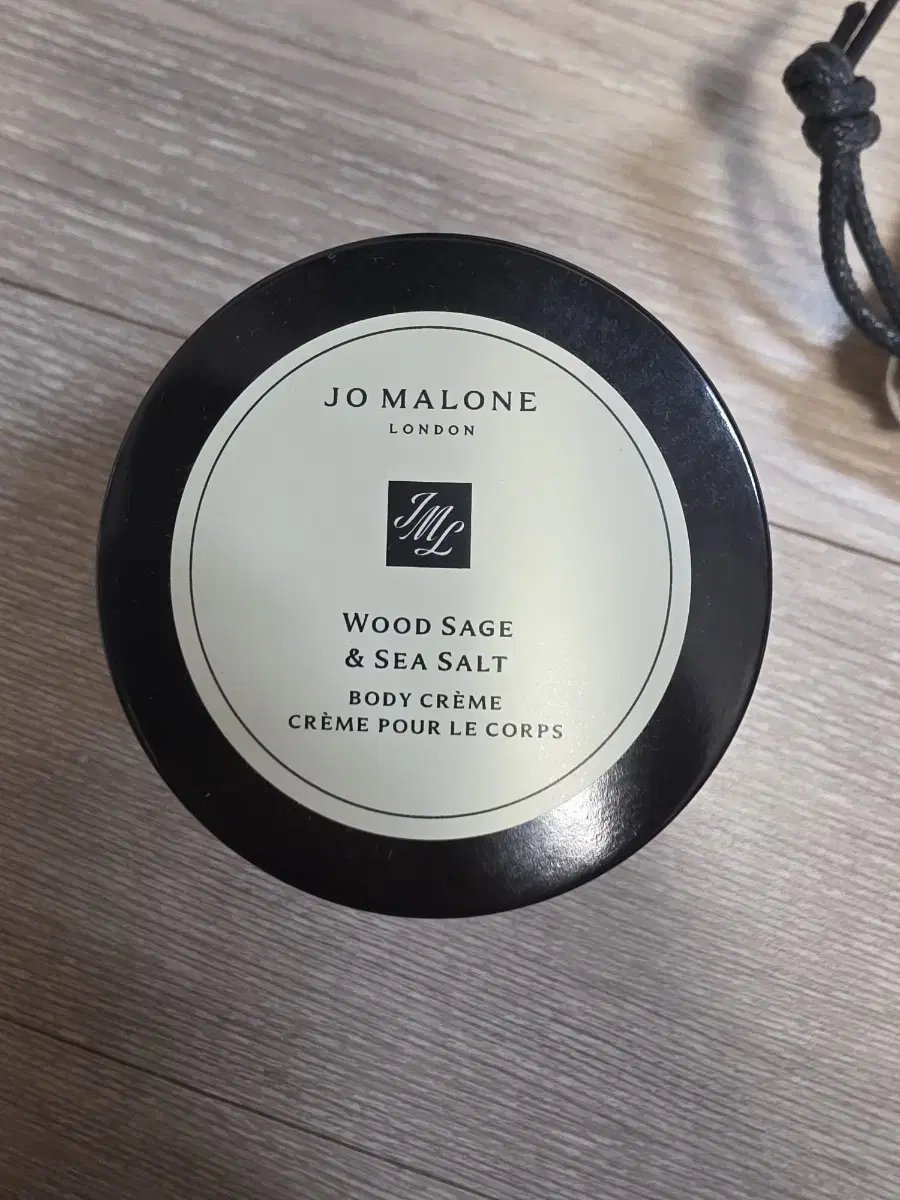 JO MALONE
LONDON
JML
WOOD SAGE
& SEA SALT
BODY CRÈME
CRÈME POUR LE CORPS